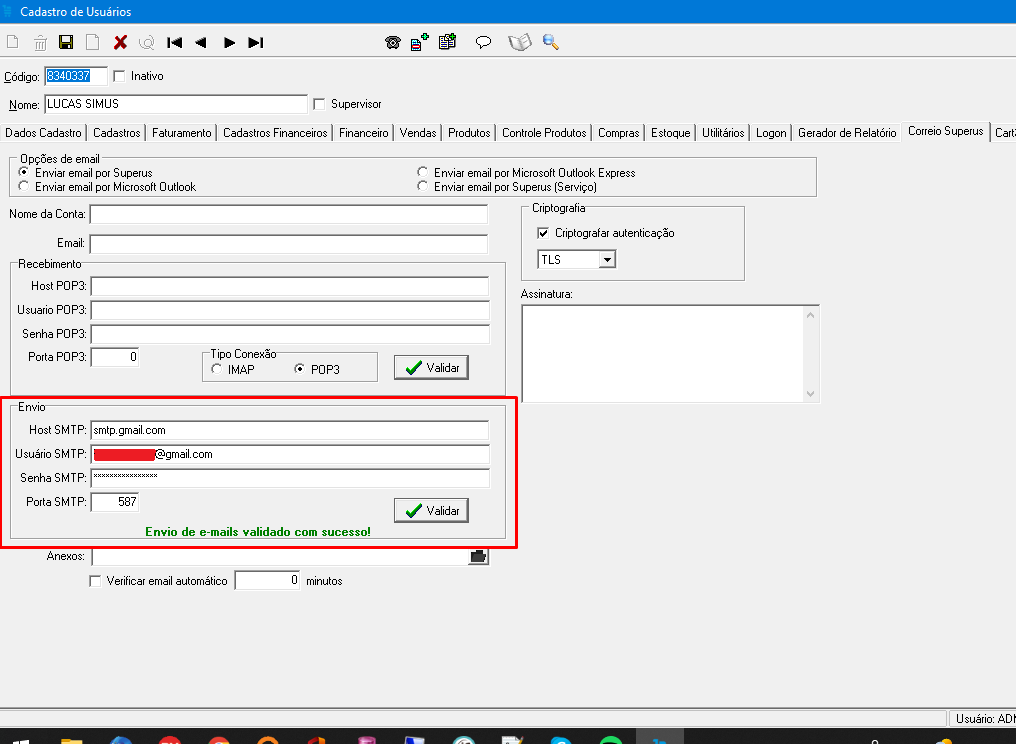 Cadastro de Usuários
Código: 8340337 Inativo
Nome: LUCAS SIMUS Supervisor
Dados Cadastro Cadastros Faturamento Cadastros Financeiros Financeiro Vendas Produtos Controle Produtos Compras Estoque Utilitários Logon Gerador de Relatório Correio Superus Cart
Opções de email
Enviar email por Superus Enviar email por Microsoft Outlook Express
Enviar email por Microsoft Outlook Enviar email por Superus (Serviço)
Nome da Conta: Criptografia
Criptografar autenticação
Email:
TLS
Recebimento
Host POP3:
Assinatura:
Usuario POP3:
Senha POP3:
Porta POP3: 0 Tipo Conexão
IMAP POP3 Validar
Envio
Host SMTP: smtp.gmail.com
Usuário SMTP: @gmail.com
Senha SMTP: ****************
Porta SMTP: 587 Validar
Envio de e-mails validado com sucesso!
Anexos:
Verificar email automático 0 minutos
Usuário: ADM